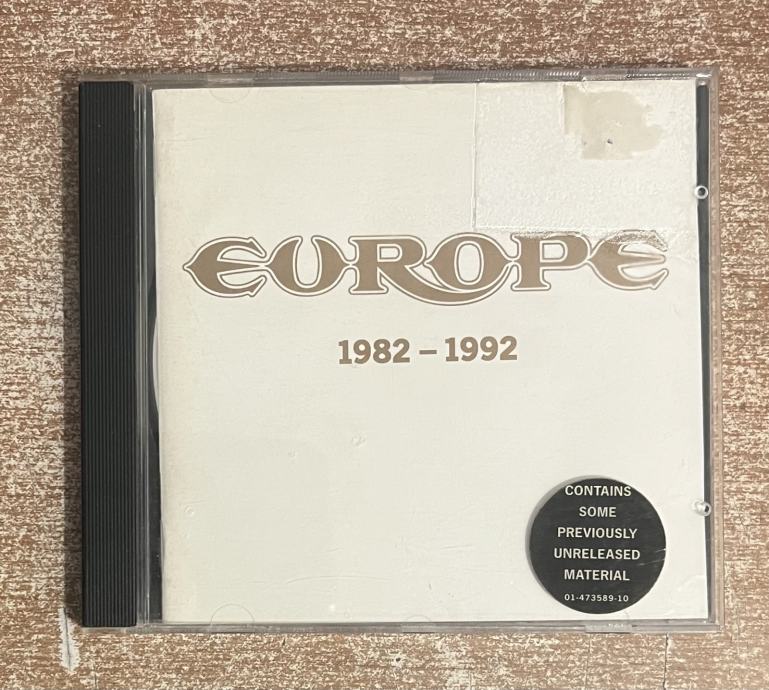 EUROPE
1982 – 1992
CONTAINS
SOME
PREVIOUSLY
UNRELEASED
MATERIAL
01-473589-10